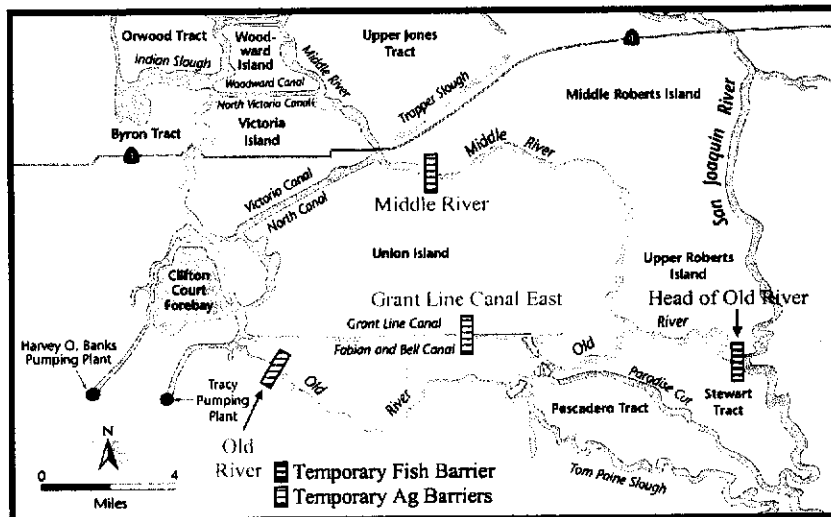 Orwood Tract
Indian Slough
Wood-
ward
Island
Woodward Canal
North Victoria Canal
Middle River
Upper Jones
Tract
Trapper Slough
Middle Roberts Island
San Joaquin River
Byron Tract
Victoria
Island
Victoria Canal
North Canal
Middle River
Middle River
Union Island
Upper Roberts
Island
Clifton
Court
Forebay
Grant Line Canal East
Head of Old River
Grant Line Canal
Fabian and Bell Canal
Old River
Harvey O. Banks
Pumping Plant
Tracy
Pumping
Plant
Old River
Paradise Cut
Stewart
Tract
Pescadero Tract
Tom Paine Slough
Old
River
N
0 4
Miles
Temporary Fish Barrier
Temporary Ag Barriers